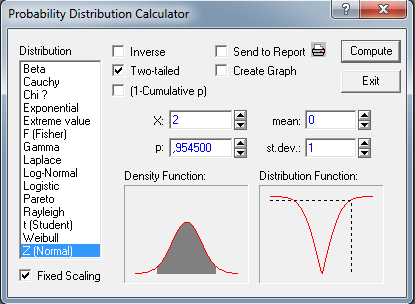 Probability Distribution Calculator ?
Distribution
Beta
Cauchy
Chi ?
Exponential
Extreme value
F (Fisher)
Gamma
Laplace
Log-Normal
Logistic
Pareto
Rayleigh
t (Student)
Weibull
Z (Normal)
Fixed Scaling
Inverse
Two-tailed
(1-Cumulative p)
Send to Report
Create Graph
Compute
Exit
X: 2
mean: 0
p: .954500
st.dev.: 1
Density Function:
Distribution Function: